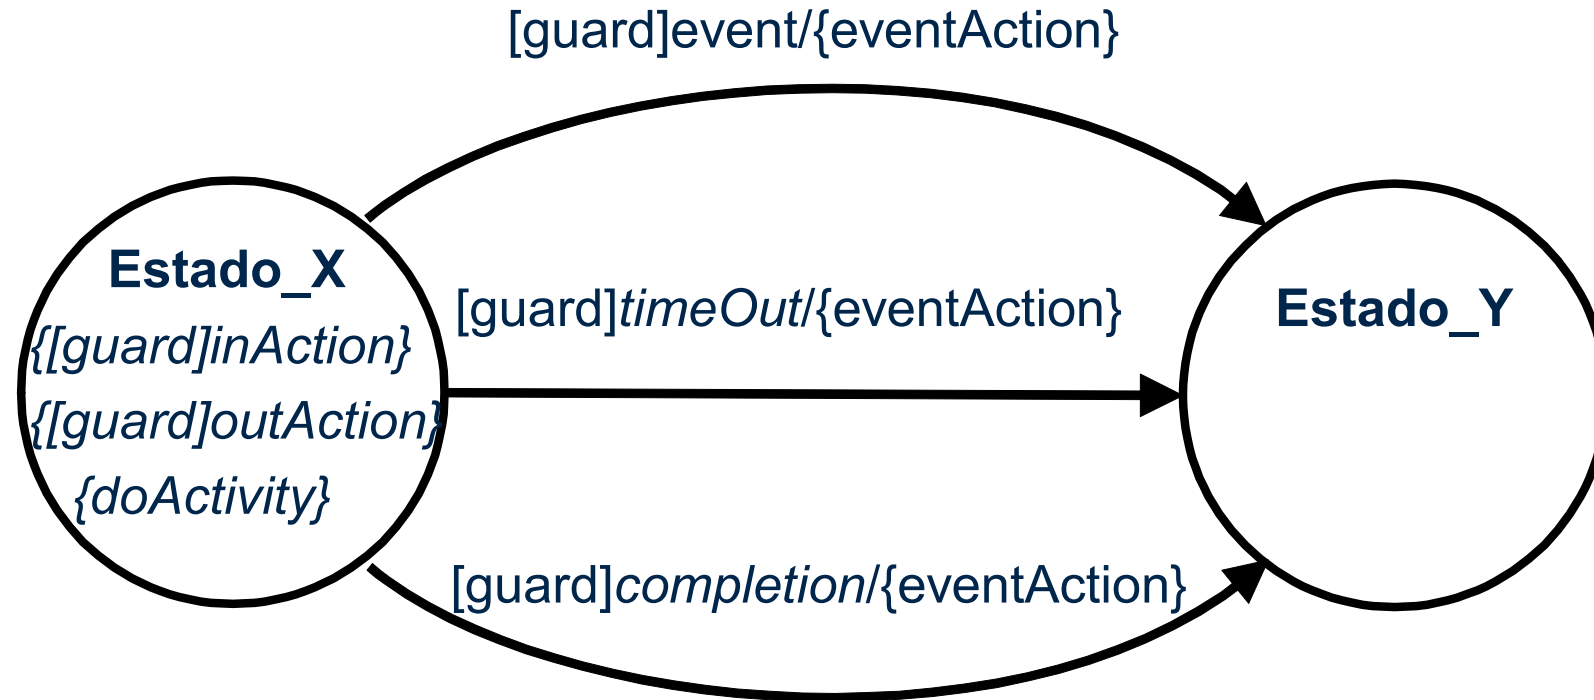 [guard]event/{eventAction}
Estado_X
{[guard]inAction}
{[guard]outAction}
{doActivity}
[guard]timeOut/{eventAction}
Estado_Y
[guard]completion/{eventAction}